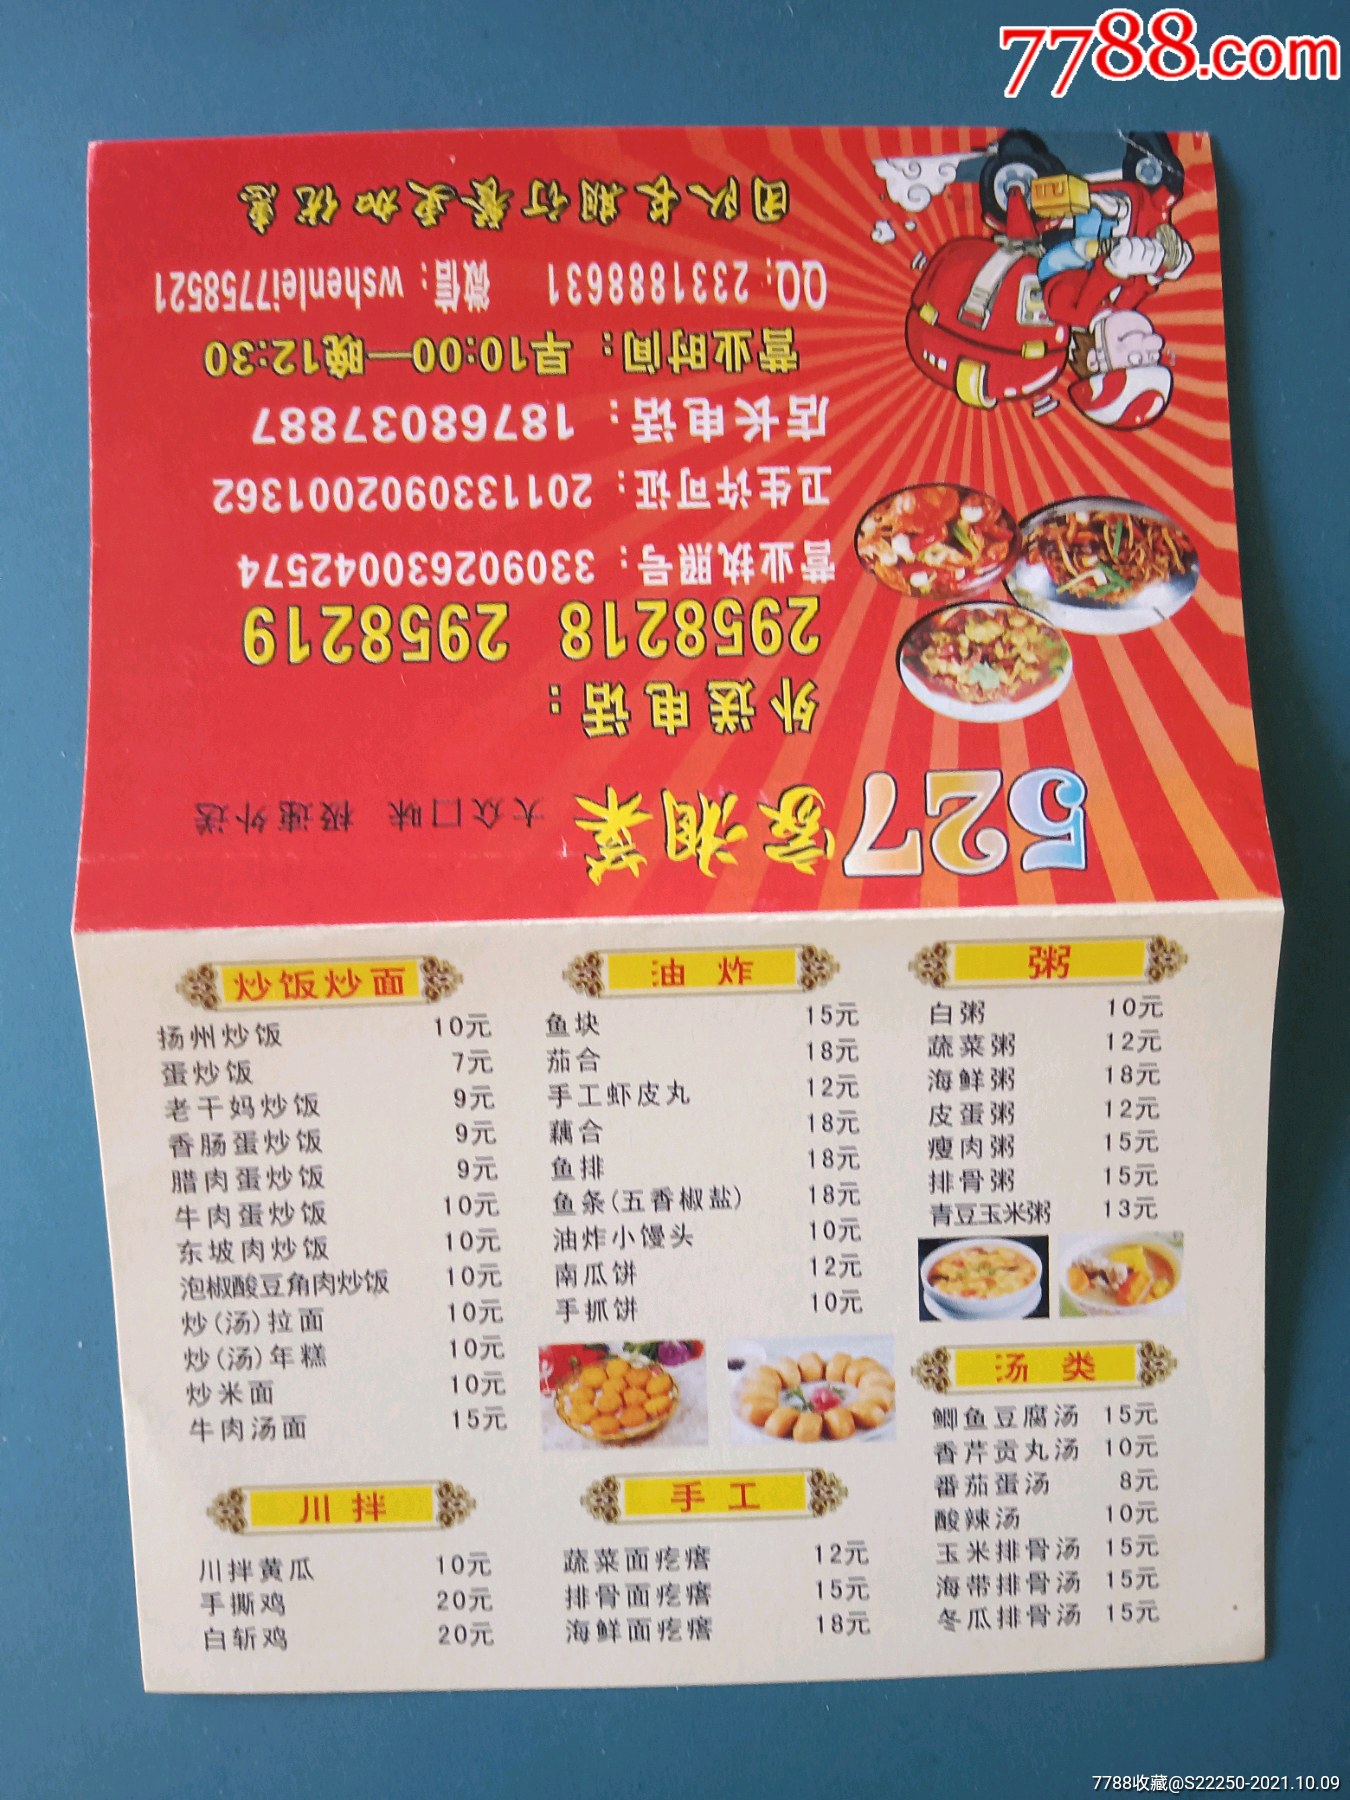 7788.com
527家湘菜 大众口味 极速外送
外送电话：
2958218 2958219
营业执照号：330902630042574
卫生许可证：2011330902001362
店长电话：18768037887
营业时间：早10:00—晚12:30
QQ：2331888631 微信：wshenlei7758521
团队长期订餐更加优惠
炒饭炒面
扬州炒饭 10元
蛋炒饭 7元
老干妈炒饭 9元
香肠蛋炒饭 9元
腊肉蛋炒饭 9元
牛肉蛋炒饭 10元
东坡肉炒饭 10元
泡椒酸豆角肉炒饭 10元
炒(汤)拉面 10元
炒(汤)年糕 10元
炒米面 10元
牛肉汤面 15元
川拌
川拌黄瓜 10元
手撕鸡 20元
白斩鸡 20元
油炸
鱼块 15元
茄合 18元
手工虾皮丸 12元
藕合 18元
鱼排 18元
鱼条(五香椒盐) 18元
油炸小馒头 10元
南瓜饼 12元
手抓饼 10元
手工
蔬菜面疙瘩 12元
排骨面疙瘩 15元
海鲜面疙瘩 18元
粥
白粥 10元
蔬菜粥 12元
海鲜粥 18元
皮蛋粥 12元
瘦肉粥 15元
排骨粥 15元
青豆玉米粥 13元
汤类
鲫鱼豆腐汤 15元
香芹贡丸汤 10元
番茄蛋汤 8元
酸辣汤 10元
玉米排骨汤 15元
海带排骨汤 15元
冬瓜排骨汤 15元
7788收藏@S22250-2021.10.09